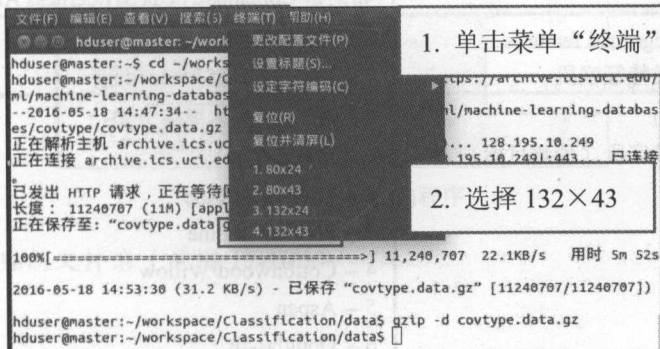 文件(F) 编辑(E) 查看(V) 搜索(S) 终端(T) 帮助(H)
hduser@master: ~/work
更改配置文件(P)
设置标题(S)...
设定字符编码(C)
复位(R)
复位并清屏(L)
1. 80x24
2. 80x43
3. 132x24
4. 132x43
1. 单击菜单“终端”
2. 选择 132×43
hduser@master:~$ cd ~/works
hduser@master:~/workspace/C tps://archive.ics.uci.edu/
ml/machine-learning-databas
--2016-05-18 14:47:34-- ht ml/machine-learning-databas
es/covtype/covtype.data.gz
正在解析主机 archive.ics.uc ... 128.195.10.249
正在连接 archive.ics.uci.ed .195.10.249|:443... 已连接
。
已发出 HTTP 请求，正在等待
长度： 11240707 (11M) [appl
正在保存至: “covtype.data.g
100%[======================================>] 11,240,707 22.1KB/s 用时 5m 52s
2016-05-18 14:53:30 (31.2 KB/s) - 已保存 “covtype.data.gz” [11240707/11240707])
hduser@master:~/workspace/Classification/data$ gzip -d covtype.data.gz
hduser@master:~/workspace/Classification/data$